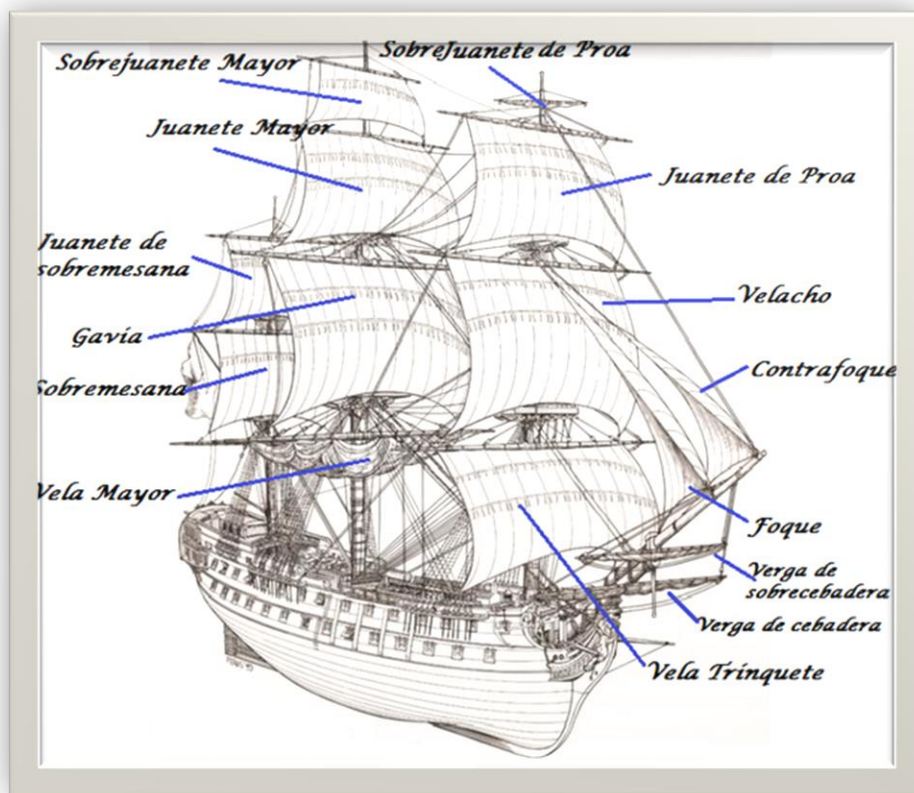 SobreJuanete de Proa
Sobrejuanete Mayor
Juanete Mayor
Juanete de Proa
Juanete de
sobremesana
Velacho
Gavia
Contrafoque
Sobremesana
Vela Mayor
Foque
Verga de
sobrecebadera
Verga de cebadera
Vela Trinquete